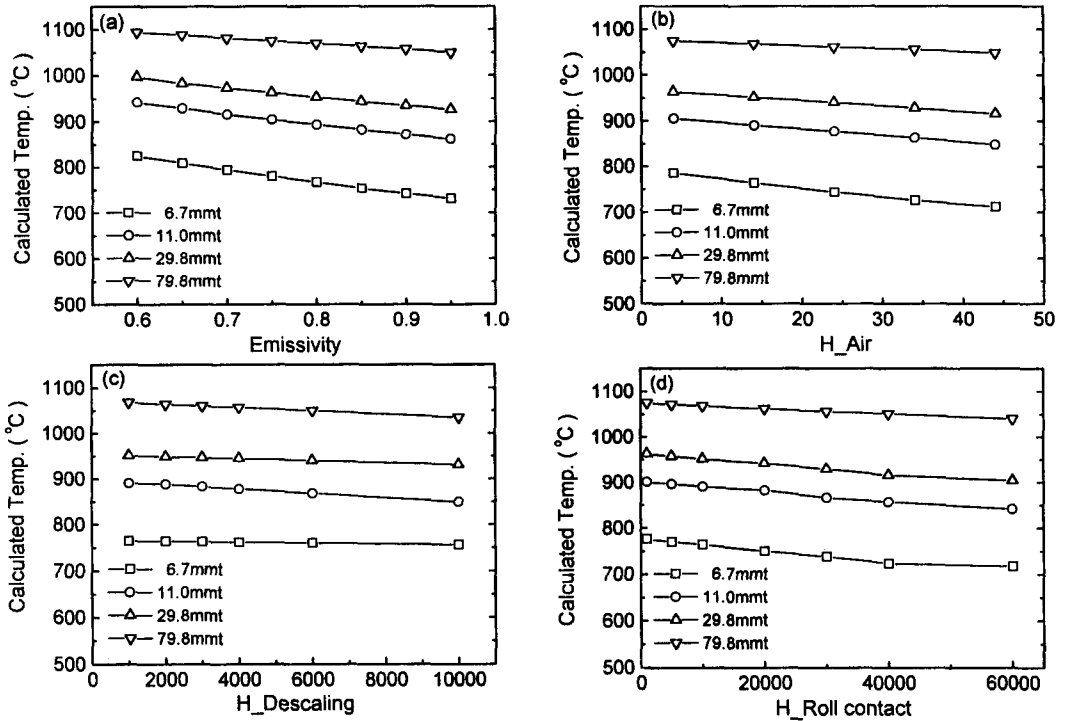 (a)
Calculated Temp. ( °C )
1100
1000
900
800
700
600
500
6.7mmt
11.0mmt
29.8mmt
79.8mmt
0.6 0.7 0.8 0.9 1.0
Emissivity
(b)
Calculated Temp. ( °C )
1100
1000
900
800
700
600
500
6.7mmt
11.0mmt
29.8mmt
79.8mmt
0 10 20 30 40 50
H_Air
(c)
Calculated Temp. ( °C )
1100
1050
950
850
750
700
600
500
6.7mmt
11.0mmt
29.8mmt
79.8mmt
0 2000 4000 6000 8000 10000
H_Descaling
(d)
Calculated Temp. ( °C )
1100
1000
900
800
700
600
500
6.7mmt
11.0mmt
29.8mmt
79.8mmt
0 20000 40000 60000
H_Roll contact